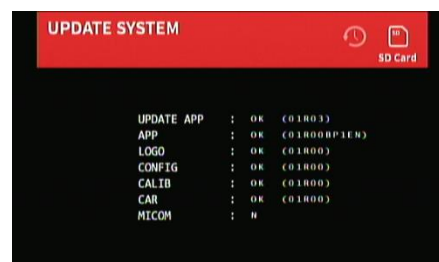 UPDATE SYSTEM
SD
SD Card
UPDATE APP : OK (01R03)
APP : OK (01R00BP1EN)
LOGO : OK (01R00)
CONFIG : OK (01R00)
CALIB : OK (01R00)
CAR : OK (01R00)
MICOM : N